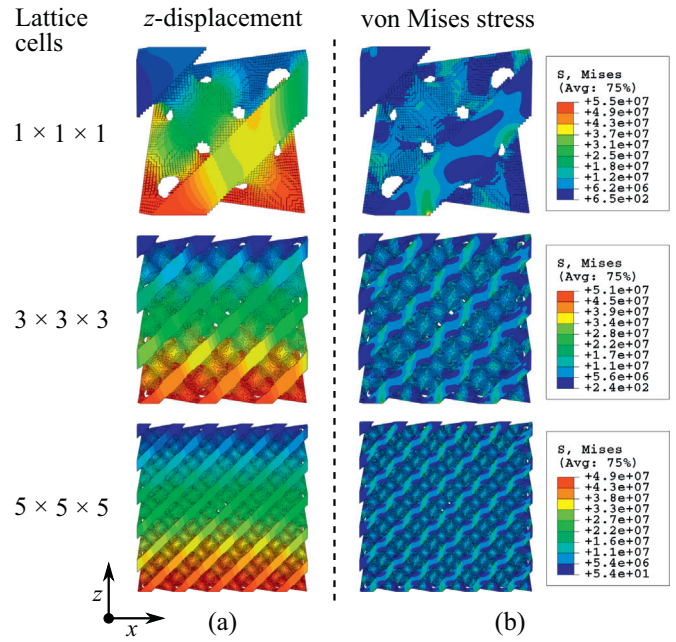 Lattice cells
z-displacement
von Mises stress
1 × 1 × 1
S, Mises
(Avg: 75%)
+5.5e+07
+4.9e+07
+4.3e+07
+3.7e+07
+3.1e+07
+2.5e+07
+1.8e+07
+1.2e+07
+6.2e+06
+6.5e+02
3 × 3 × 3
S, Mises
(Avg: 75%)
+5.1e+07
+4.5e+07
+3.9e+07
+3.4e+07
+2.8e+07
+2.2e+07
+1.7e+07
+1.1e+07
+5.6e+06
+2.4e+02
5 × 5 × 5
S, Mises
(Avg: 75%)
+4.9e+07
+4.3e+07
+3.8e+07
+3.3e+07
+2.7e+07
+2.2e+07
+1.6e+07
+1.1e+07
+5.4e+06
+5.4e+01
z
x
(a)
(b)